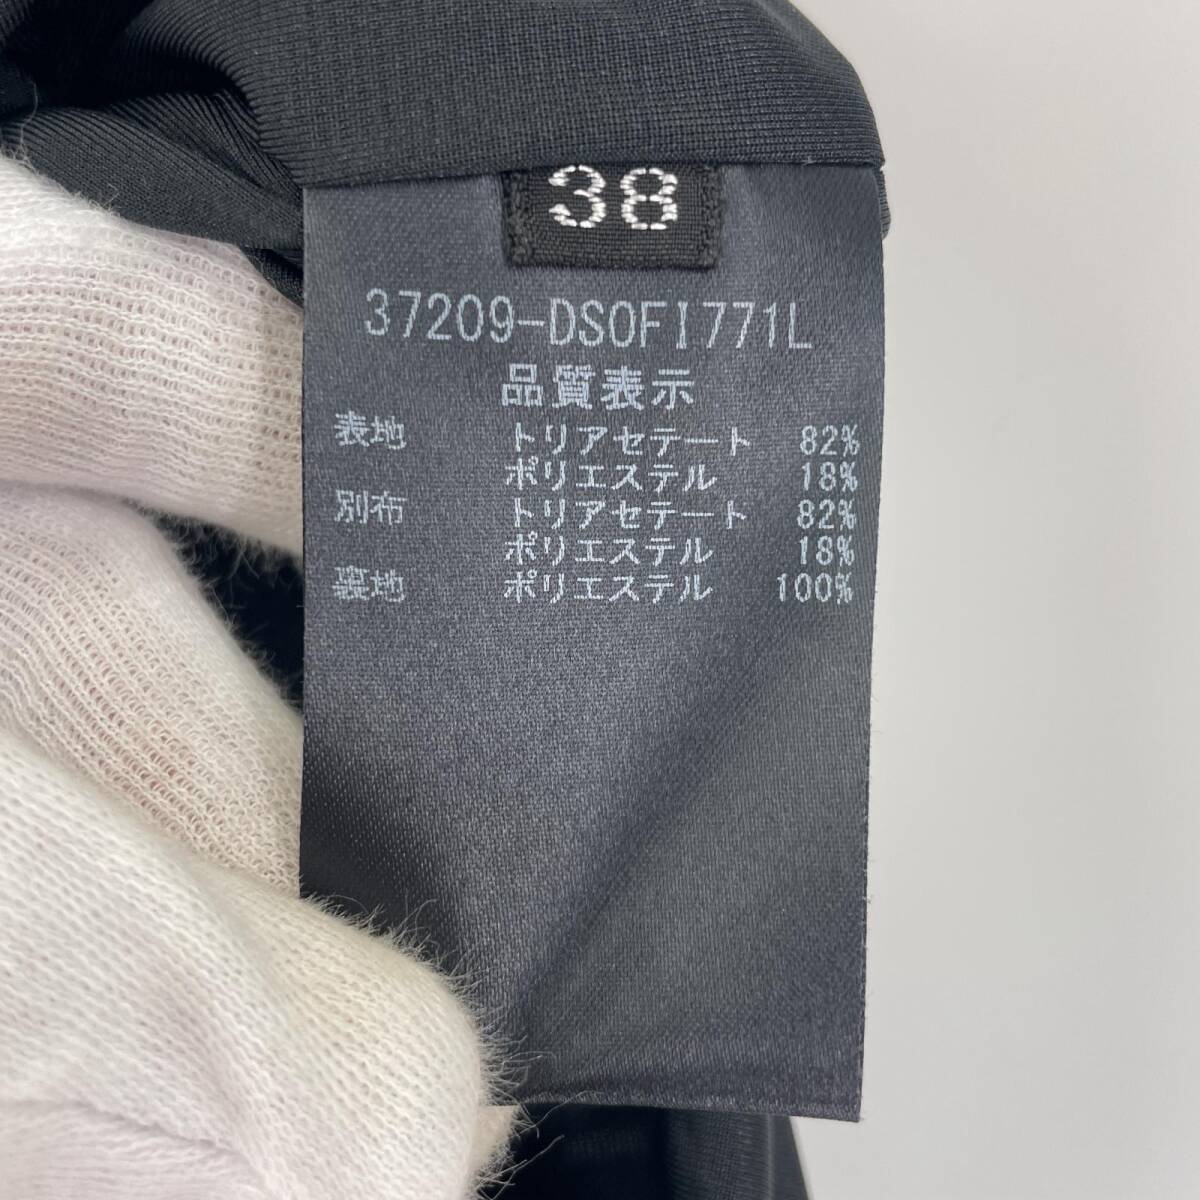 38
37209-DSOFI771L
品質表示
表地 トリアセテート 82%
ポリエステル 18%
別布 トリアセテート 82%
ポリエステル 18%
裏地 ポリエステル 100%